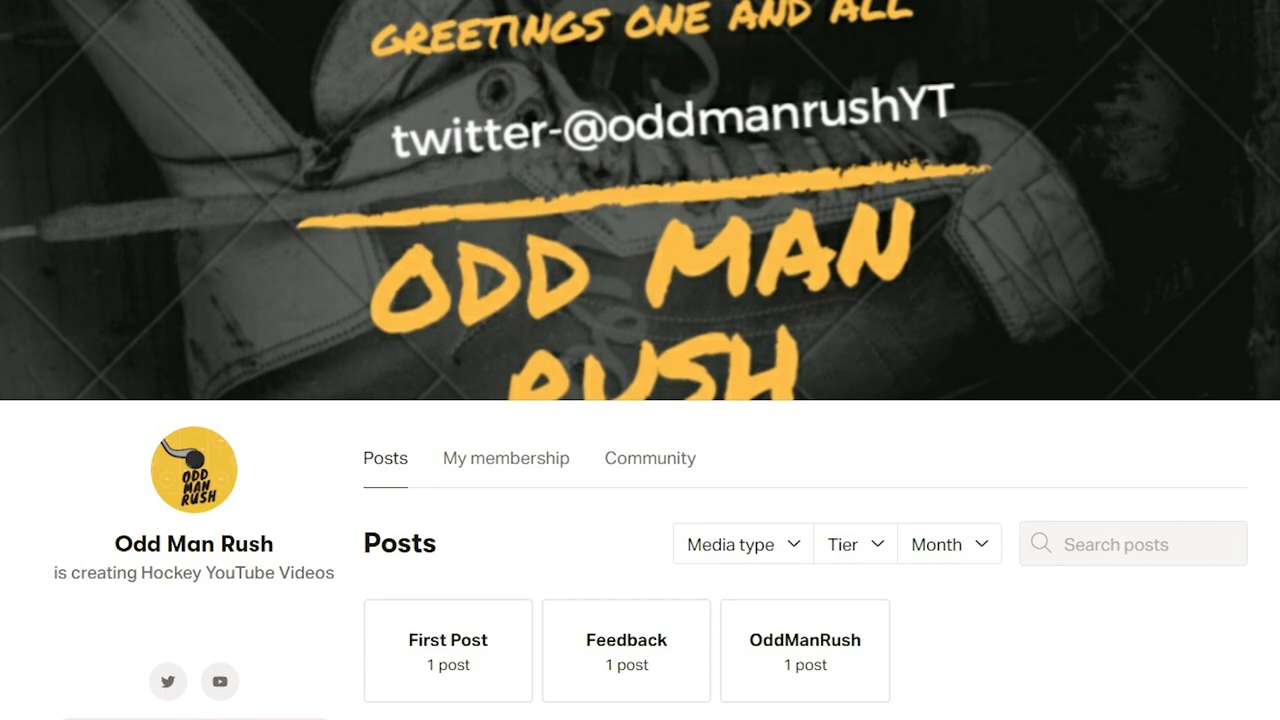 GREETINGS ONE AND ALL
twitter-@oddmanrushYT
ODD MAN
RUSH
ODD
MAN
RUSH
Odd Man Rush
is creating Hockey YouTube Videos
Posts My membership Community
Posts
Media type Tier Month Search posts
First Post Feedback OddManRush
1 post 1 post 1 post